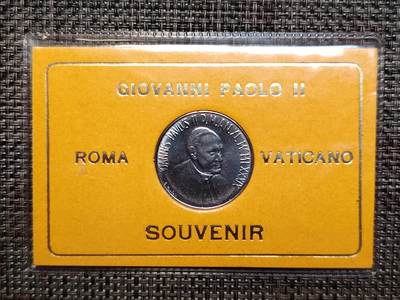 GIOVANNI PAOLO II
ROMA VATICANO
SOUVENIR